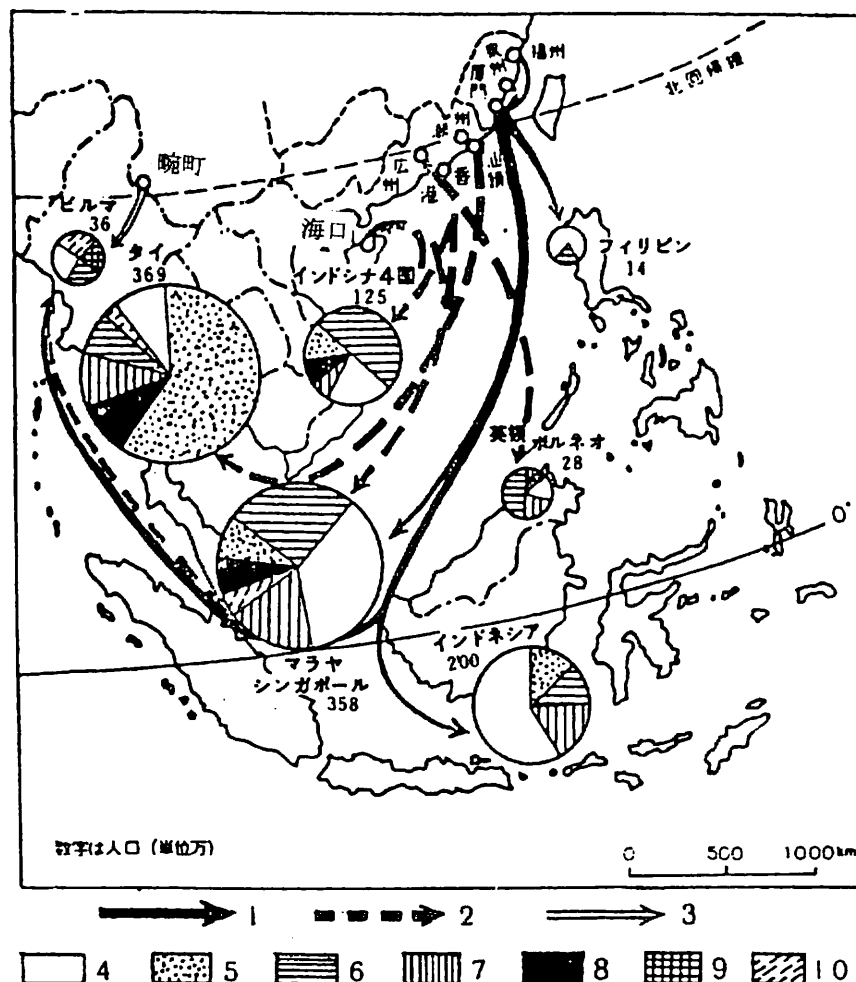 北回帰線
福州
泉州
厦門
汕頭
広州
香港
畹町
海口
ビルマ
36
タイ
369
インドシナ4国
125
フィリピン
14
英領ボルネオ
28
0°
マラヤ
シンガポール
358
インドネシア
200
数字は人口(単位万)
0 500 1000km
1 2 3
4 5 6 7 8 9 10